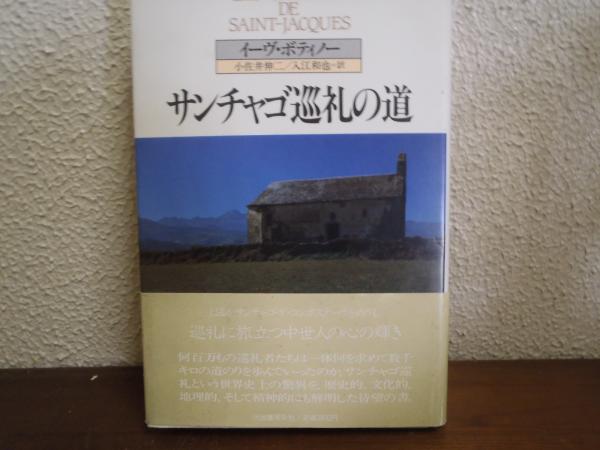 DE
SAINT-JACQUES
イーヴ・ボティノー
小佐井伸二/入江和也=訳
サンチャゴ巡礼の道
巡礼に旅立つ中世人の心の輝き
何百万もの巡礼者たちは一体何を求めて数千
キロの道のりを歩んでいったのか。サンチャゴ巡
礼という世界史上の驚異を、歴史的、文化的、
地理的、そして精神的にも解明した待望の書。